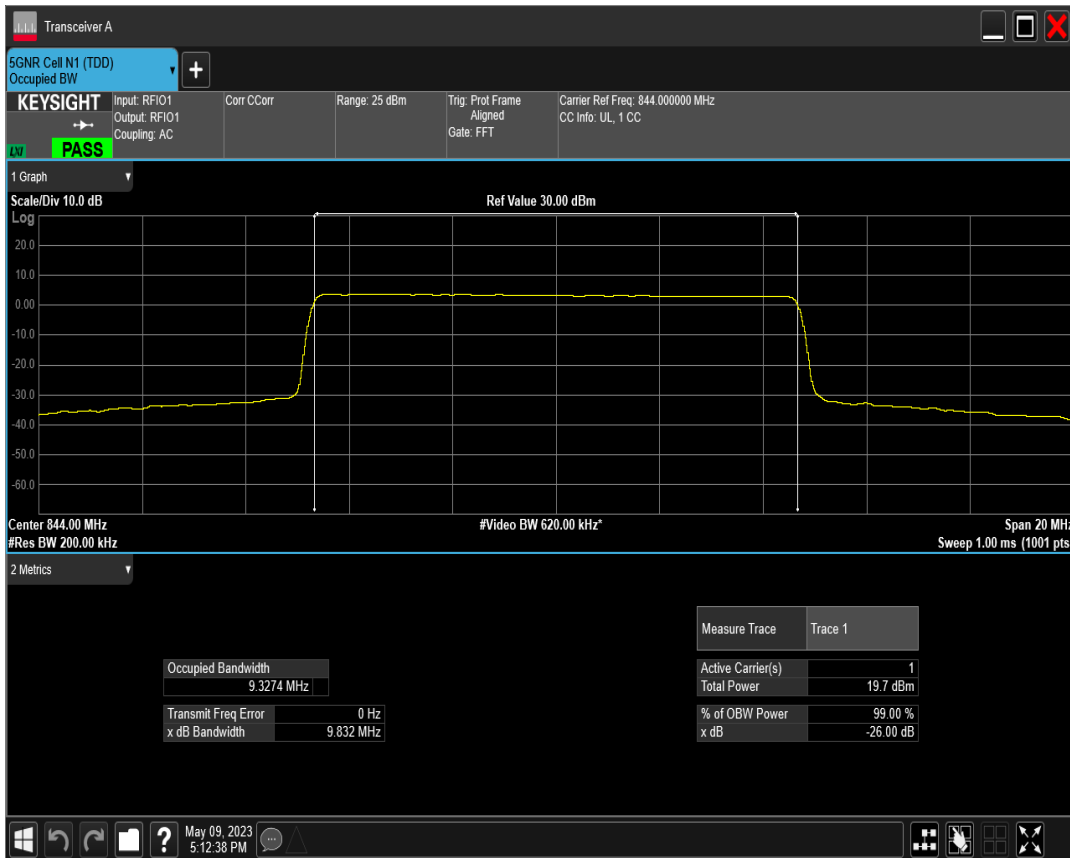 Transceiver A
5GNR Cell N1 (TDD)
Occupied BW
KEYSIGHT
LXI
PASS
Input: RFIO1
Output: RFIO1
Coupling: AC
Corr CCorr
Range: 25 dBm
Trig: Prot Frame
Aligned
Gate: FFT
Carrier Ref Freq: 844.000000 MHz
CC Info: UL, 1 CC
1 Graph
Scale/Div 10.0 dB
Ref Value 30.00 dBm
Log
20.0
10.0
0.00
-10.0
-20.0
-30.0
-40.0
-50.0
-60.0
Center 844.00 MHz
#Video BW 620.00 kHz*
Span 20 MHz
#Res BW 200.00 kHz
Sweep 1.00 ms (1001 pts
2 Metrics
Measure Trace Trace 1
Occupied Bandwidth
9.3274 MHz
Transmit Freq Error 0 Hz
x dB Bandwidth 9.832 MHz
Active Carrier(s) 1
Total Power 19.7 dBm
% of OBW Power 99.00 %
x dB -26.00 dB
?
May 09, 2023
5:12:38 PM